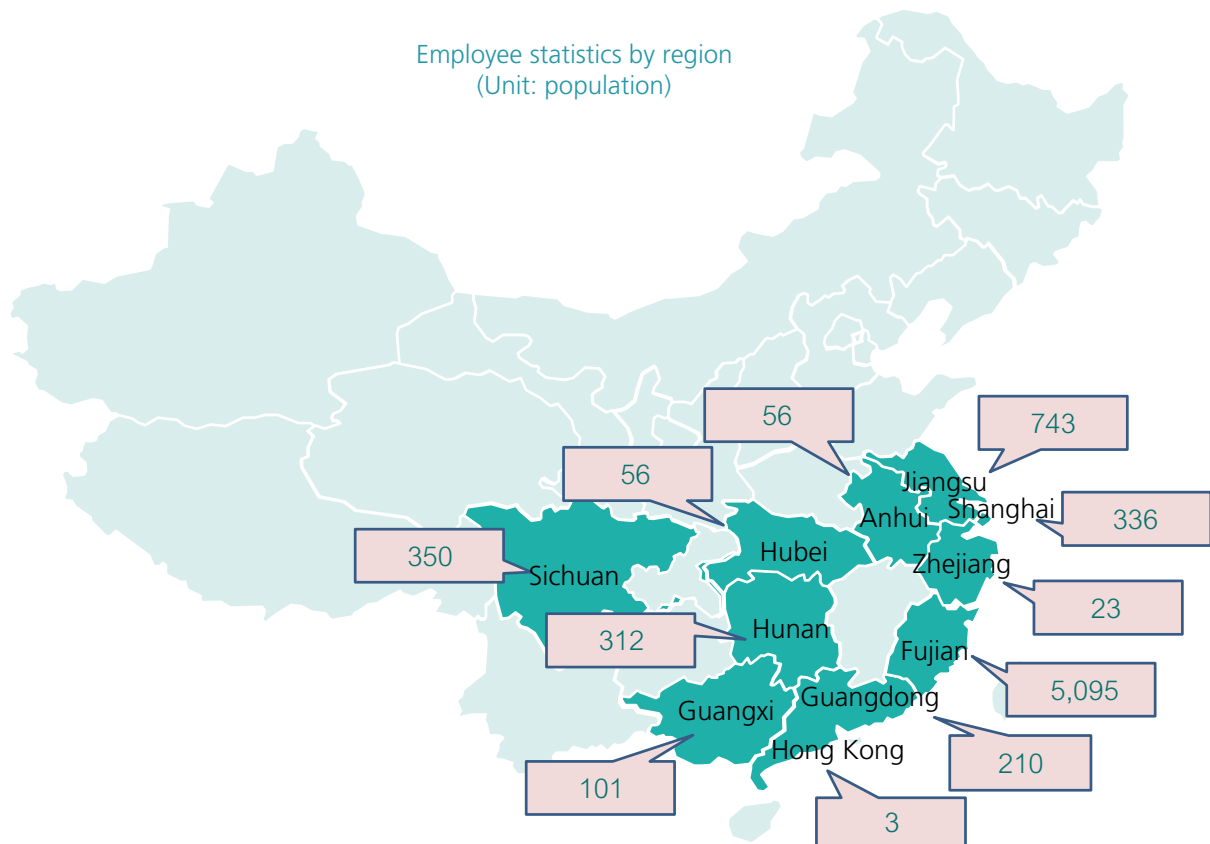 Employee statistics by region
(Unit: population)
56
743
56
Jiangsu
Shanghai
Anhui
336
350
Hubei
Zhejiang
Sichuan
23
312
Hunan
Fujian
5,095
Guangxi
Guangdong
Hong Kong
210
101
3